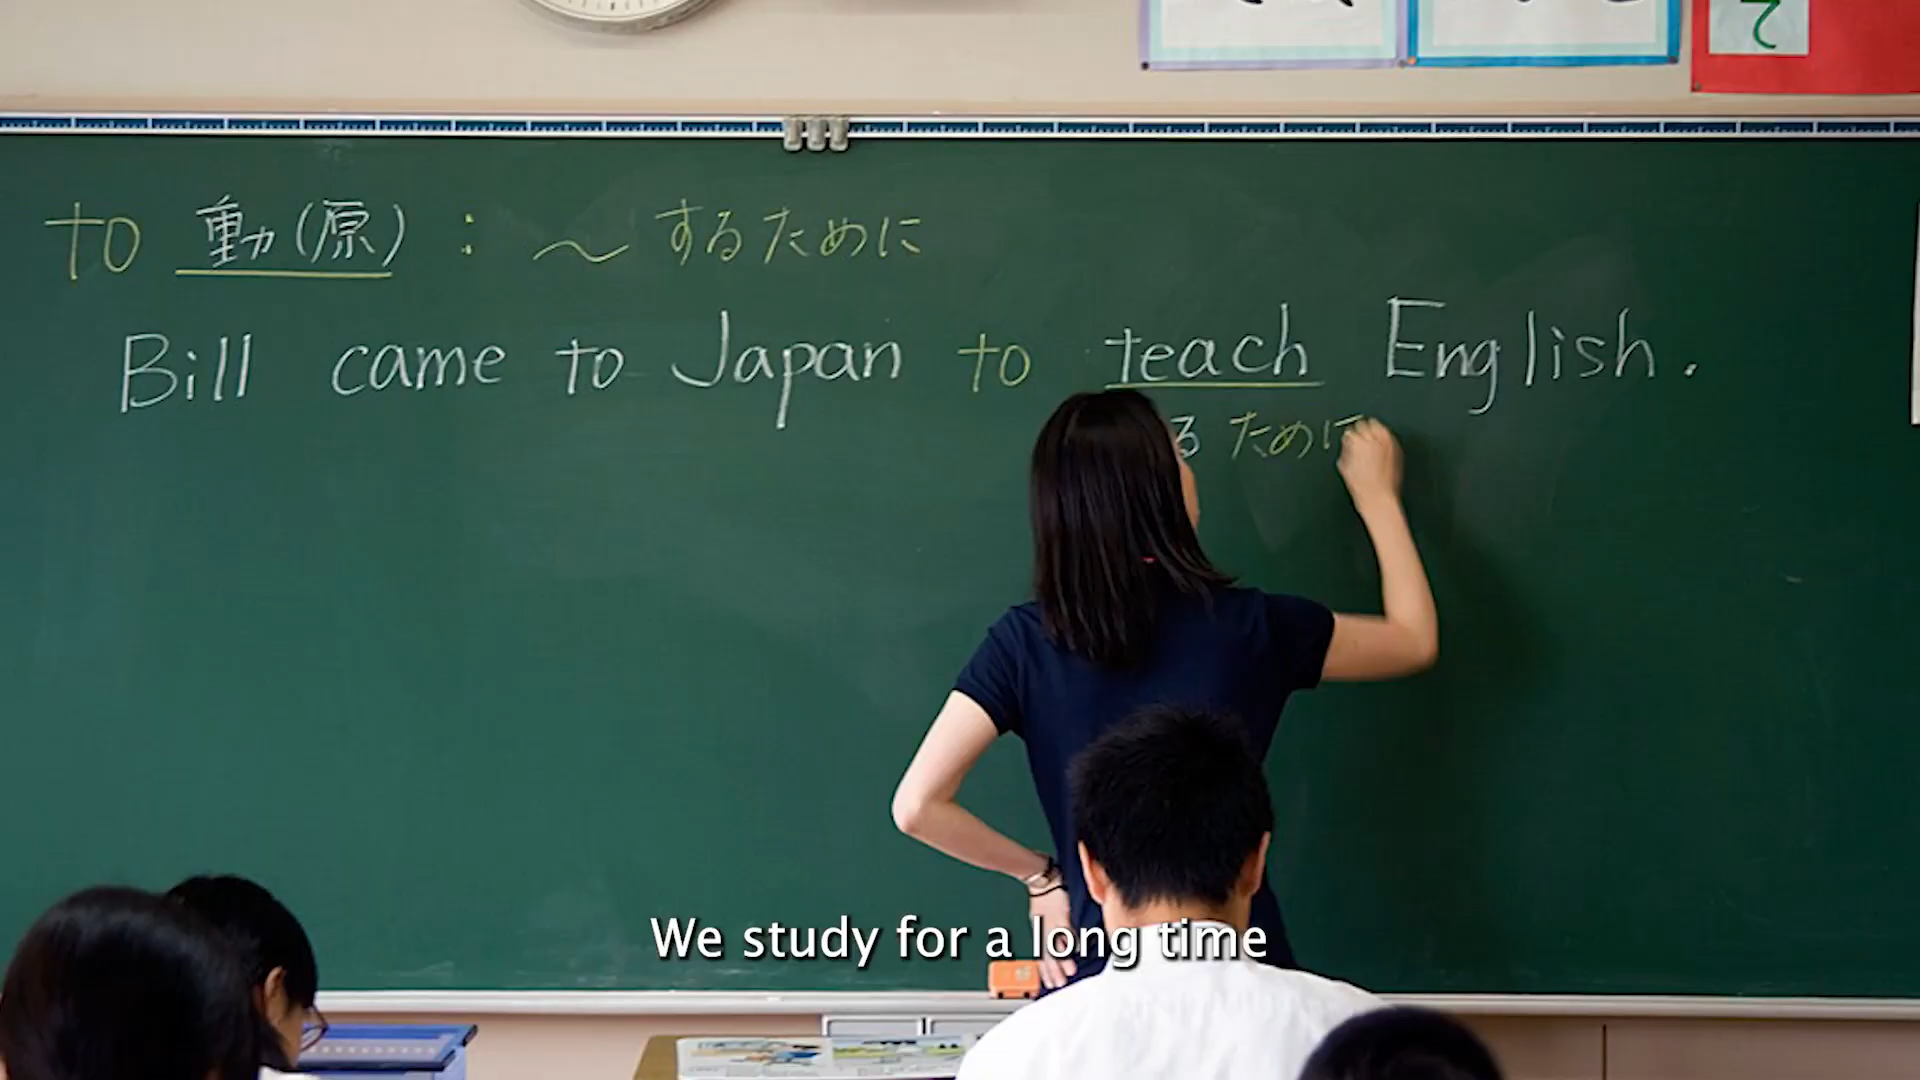 て
to 動(原) : 〜するために
Bill came to Japan to teach English.
るために
We study for a long time